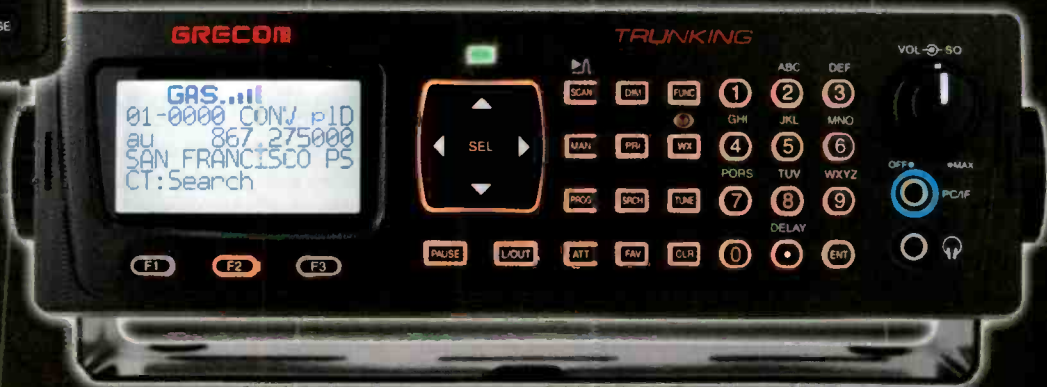 SE
GRECOM
TRUNKING
VOL SQ
GAS
01-0000 CONV pID
au 867.275000
SAN FRANCISCO PS
CT:Search
SEL
ABC DEF
SCAN DIM FUNC 1 2 3
GHI JKL MNO
MAN PRI WX 4 5 6
PQRS TUV WXYZ
PROG SRCH TUNE 7 8 9
DELAY
PAUSE L/OUT ATT FAV CLR 0 • ENT
OFF MAX
PC/IF
F1 F2 F3